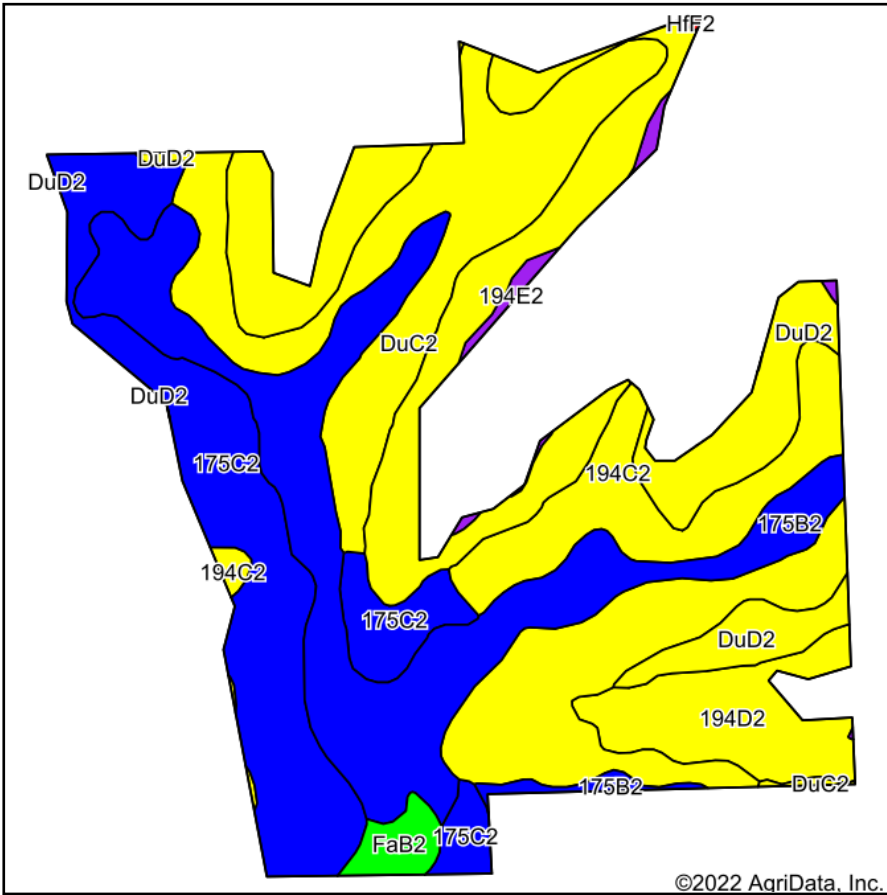 HfF2
DuD2
DuD2
194E2
DuC2
DuD2
DuD2
175C2
194C2
175B2
194C2
175C2
DuD2
194D2
DuC2
175B2
175C2
FaB2
©2022 AgriData, Inc.